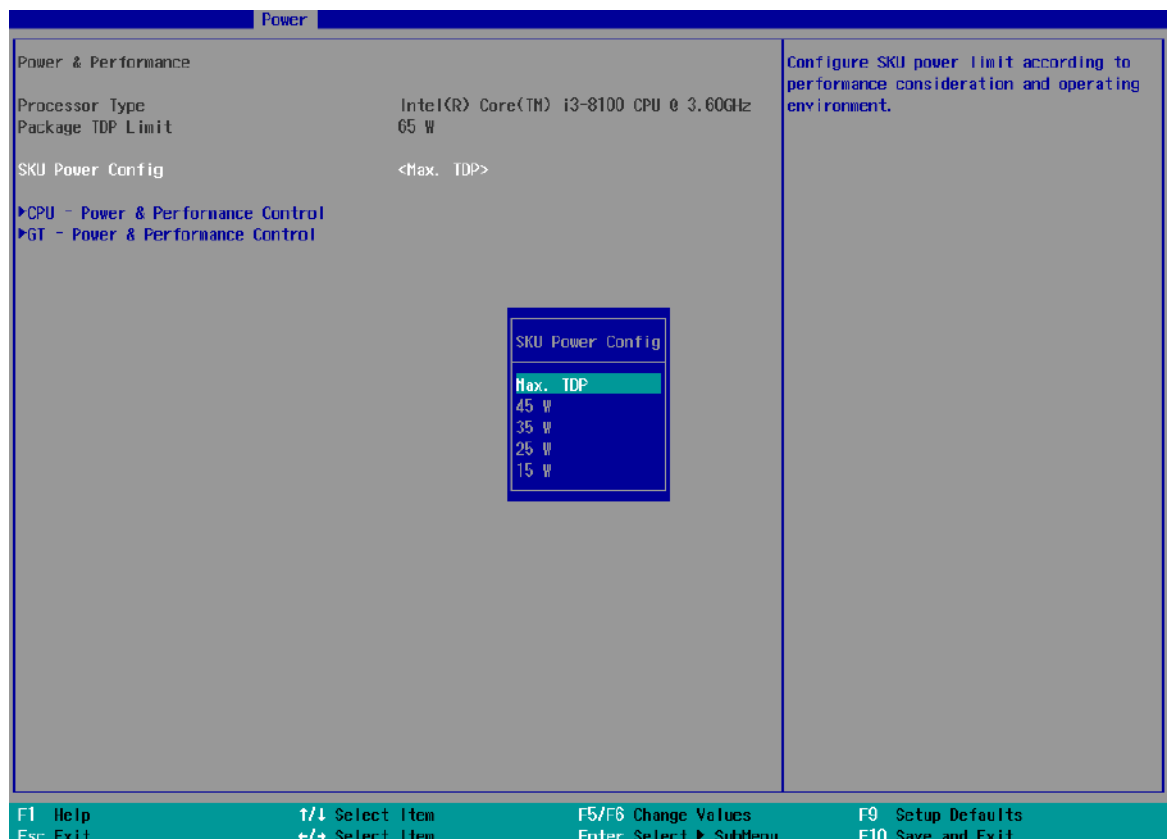 Power
Power & Performance
Processor Type Intel(R) Core(TM) i3-8100 CPU @ 3.60GHz
Package TDP Limit 65 W
SKU Power Config <Max. TDP>
▶CPU - Power & Performance Control
▶GT - Power & Performance Control
Configure SKU power limit according to
performance consideration and operating
environment.
SKU Power Config
Max. TDP
45 W
35 W
25 W
15 W
F1 Help ↑/↓ Select Item F5/F6 Change Values F9 Setup Defaults
Esc Exit ←/→ Select Item Enter Select ▶ SubMenu F10 Save and Exit